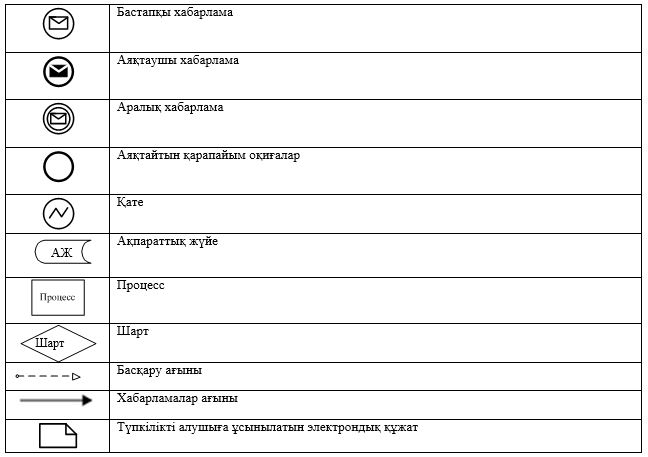 Бастапқы хабарлама
Аяқтаушы хабарлама
Аралық хабарлама
Аяқтайтын қарапайым оқиғалар
Қате
АЖ Ақпараттық жүйе
Процесс Процесс
Шарт Шарт
Басқару ағыны
Хабарламалар ағыны
Түпкілікті алушыға ұсынылатын электрондық құжат